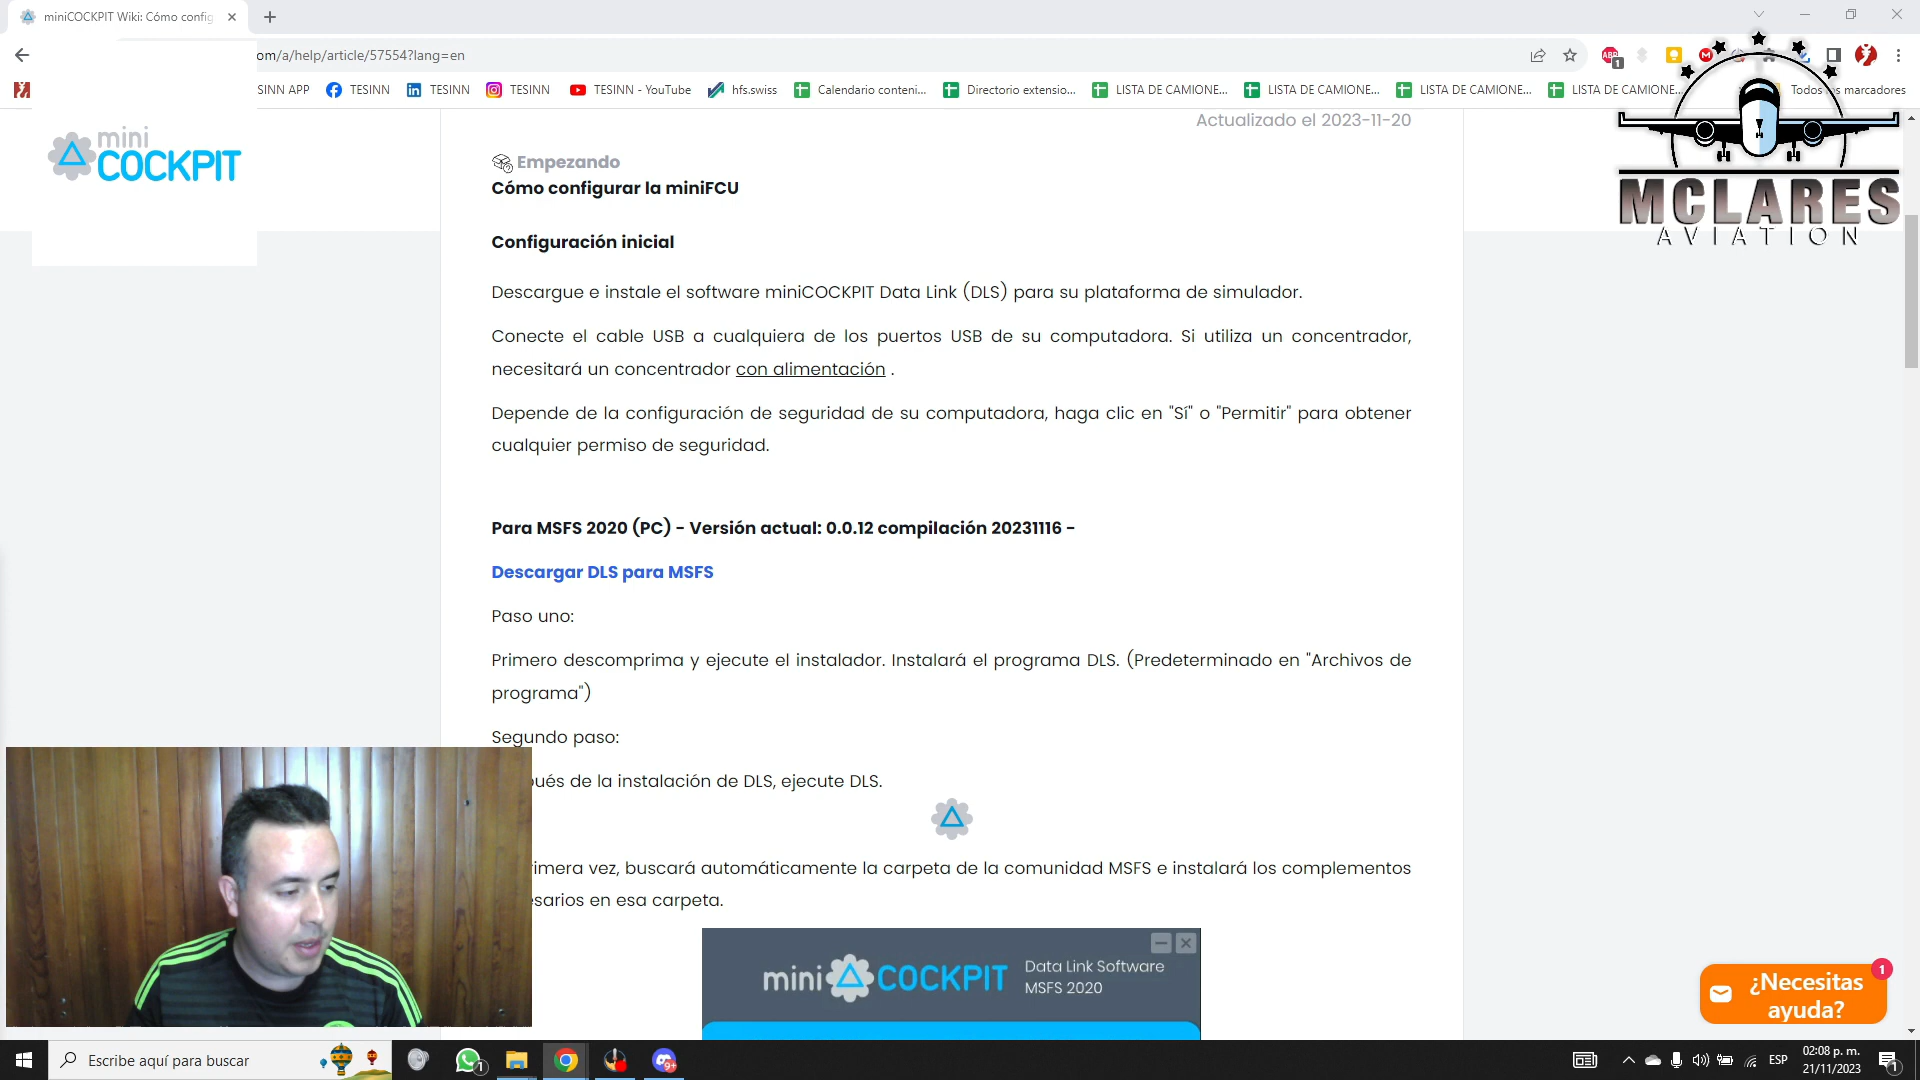 miniCOCKPIT Wiki: Cómo config
om/a/help/article/57554?lang=en
SINN APP
TESINN
TESINN
TESINN
TESINN - YouTube
hfs.swiss
Calendario conteni...
Directorio extensio...
LISTA DE CAMIONE...
LISTA DE CAMIONE...
LISTA DE CAMIONE...
LISTA DE CAMIONE...
Todos los marcadores
mini
COCKPIT
MCLARES
AVIATION
Actualizado el 2023-11-20
Empezando
Cómo configurar la miniFCU
Configuración inicial
Descargue e instale el software miniCOCKPIT Data Link (DLS) para su plataforma de simulador.
Conecte el cable USB a cualquiera de los puertos USB de su computadora. Si utiliza un concentrador,
necesitará un concentrador con alimentación .
Depende de la configuración de seguridad de su computadora, haga clic en "Sí" o "Permitir" para obtener
cualquier permiso de seguridad.
Para MSFS 2020 (PC) - Versión actual: 0.0.12 compilación 20231116 -
Descargar DLS para MSFS
Paso uno:
Primero descomprima y ejecute el instalador. Instalará el programa DLS. (Predeterminado en "Archivos de
programa")
Segundo paso:
ués de la instalación de DLS, ejecute DLS.
rimera vez, buscará automáticamente la carpeta de la comunidad MSFS e instalará los complementos
esarios en esa carpeta.
mini COCKPIT
Data Link Software
MSFS 2020
1
¿Necesitas
ayuda?
Escribe aquí para buscar
1
9+
ESP
02:08 p. m.
21/11/2023
1